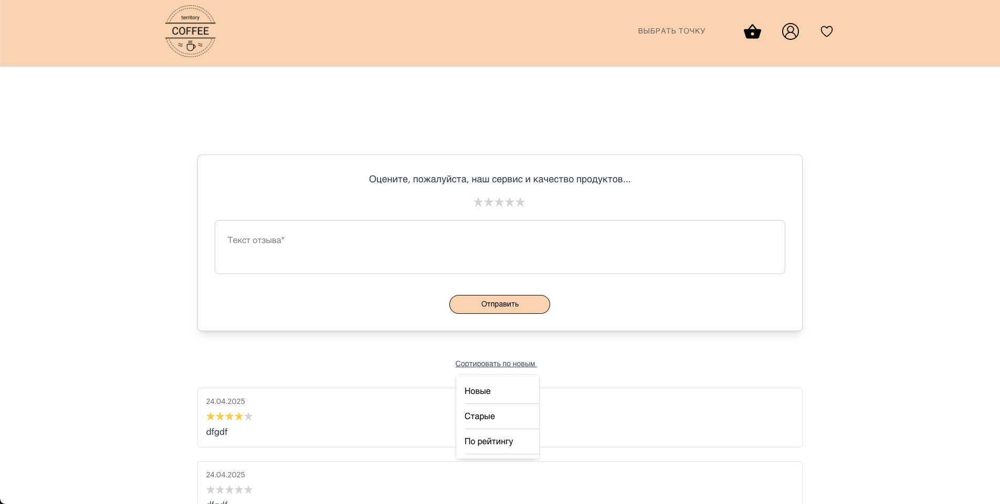 territory
COFFEE
ВЫБРАТЬ ТОЧКУ
Оцените, пожалуйста, наш сервис и качество продуктов...
Текст отзыва*
Отправить
Сортировать по новым
Новые
Старые
По рейтингу
24.04.2025
dfgdf
24.04.2025